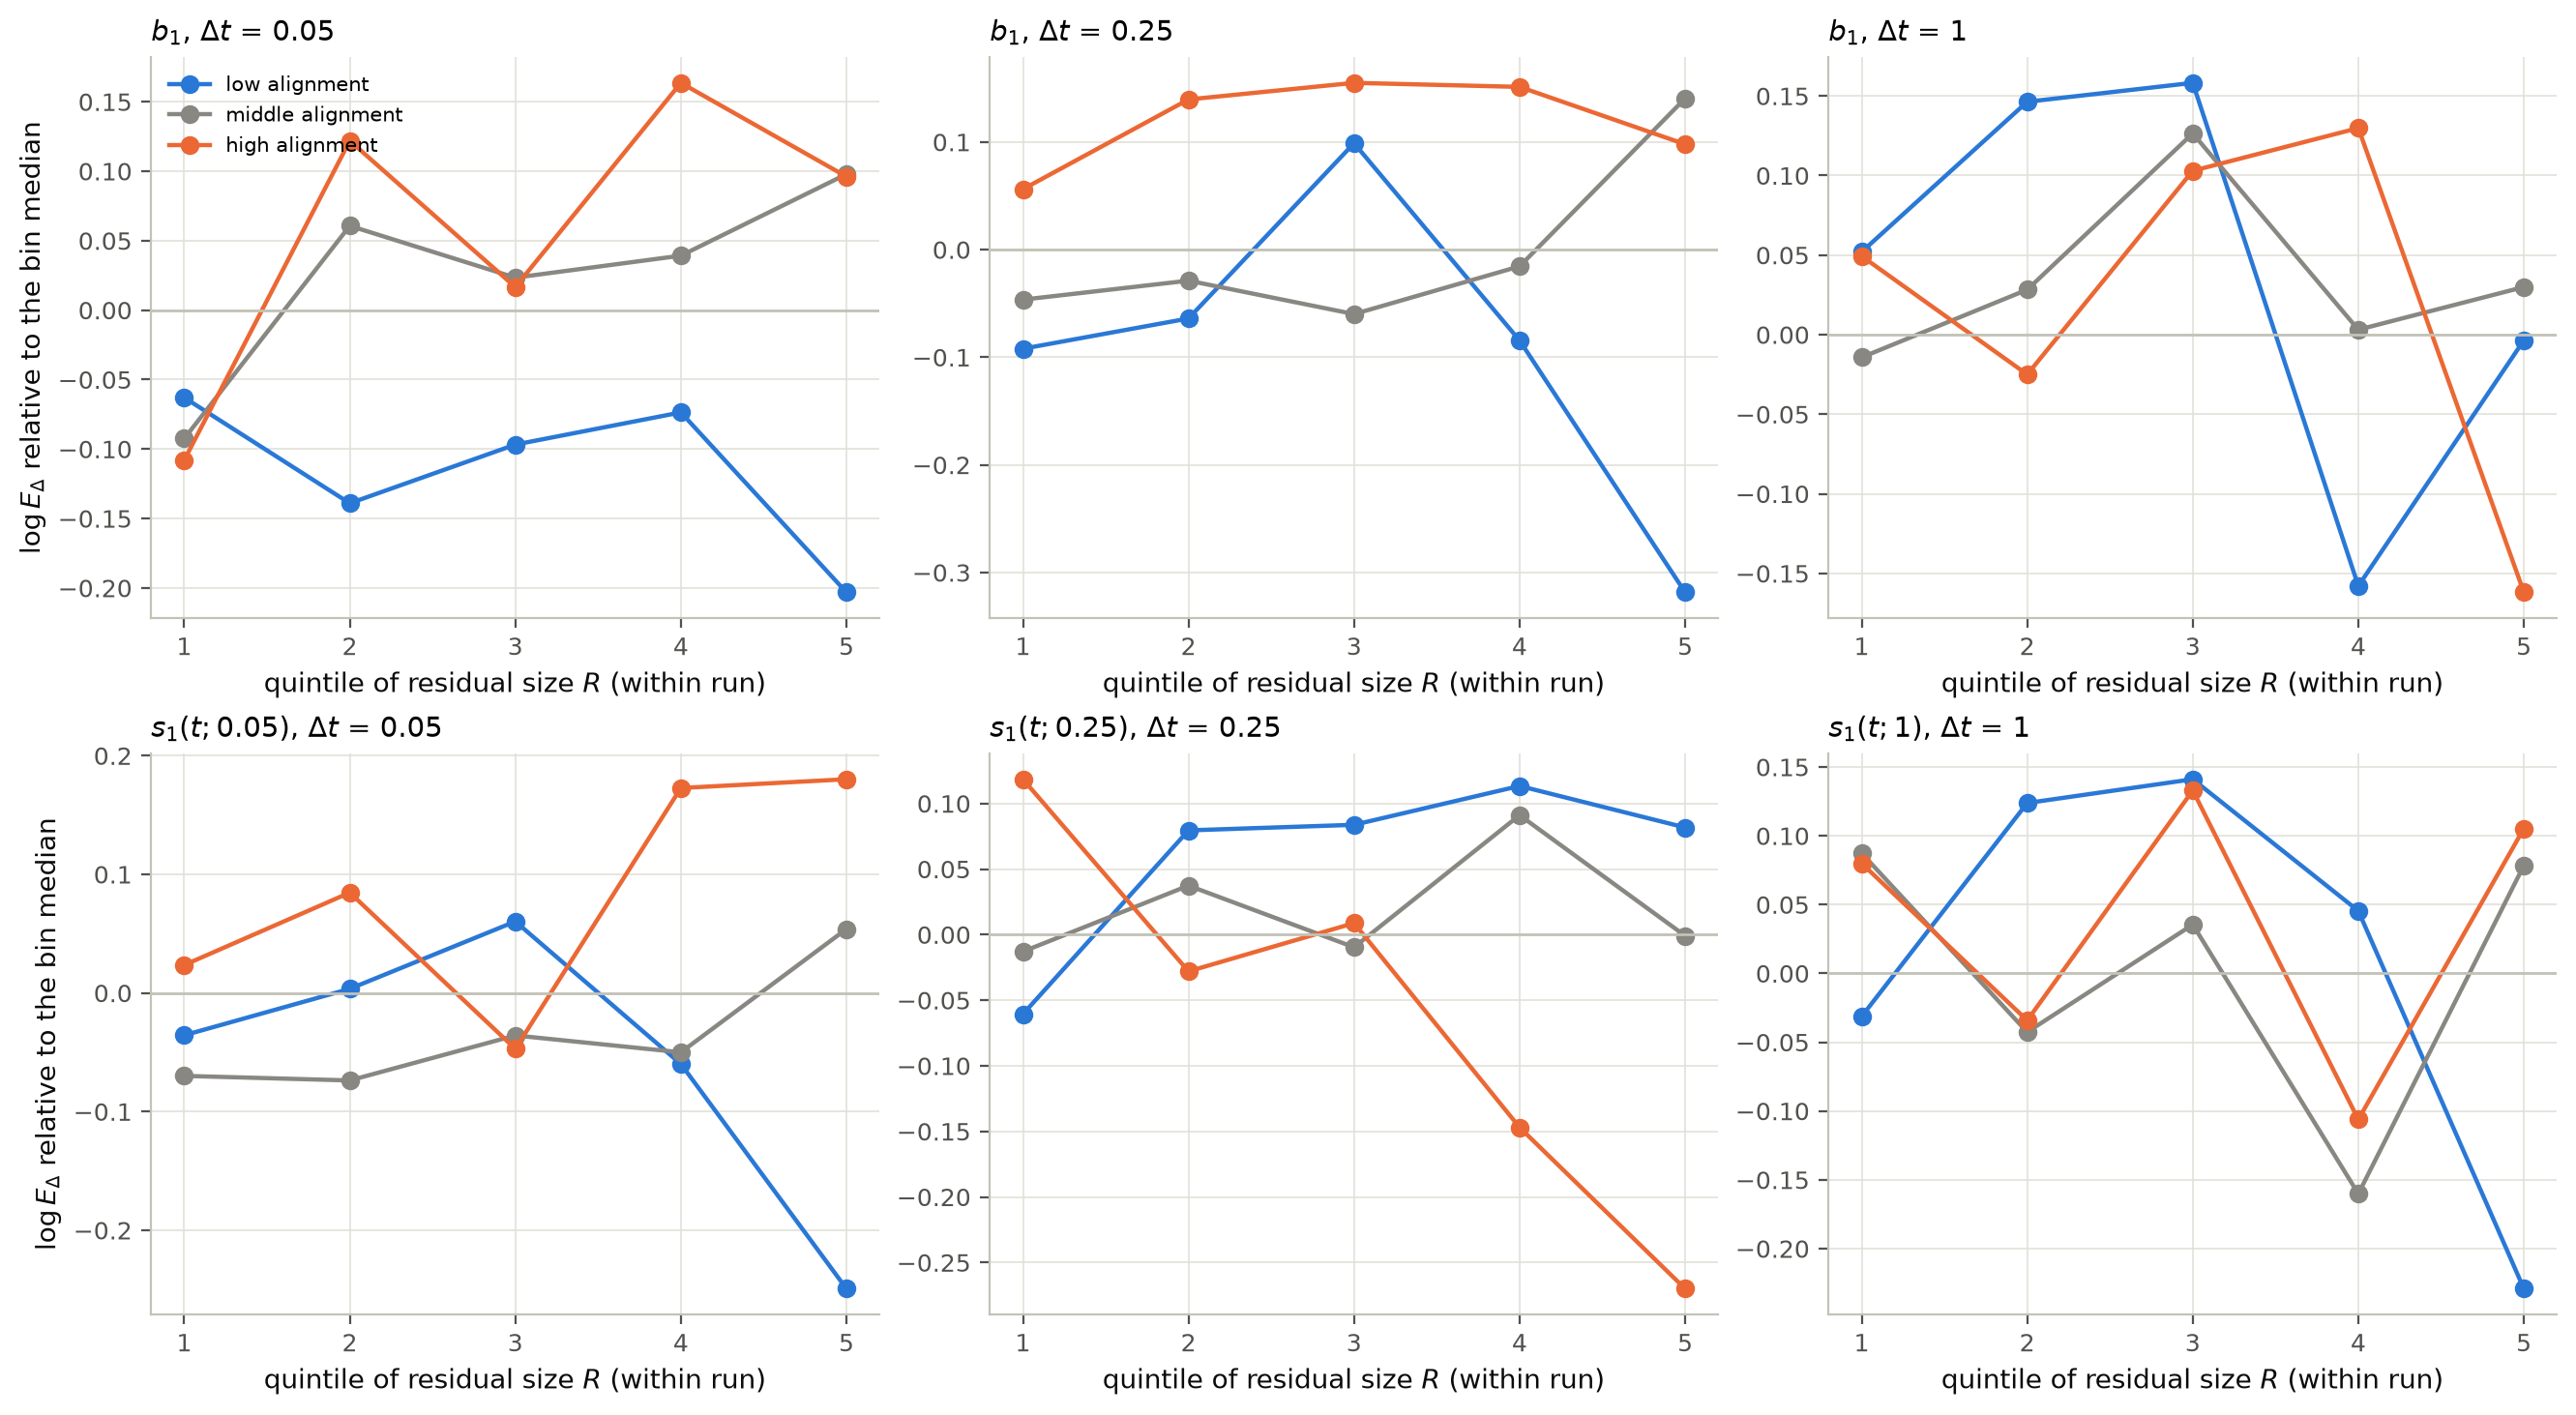 b₁, Δt = 0.05
b₁, Δt = 0.25
b₁, Δt = 1
log E_Δ relative to the bin median
low alignment
middle alignment
high alignment
0.15
0.10
0.05
0.00
−0.05
−0.10
−0.15
−0.20
1 2 3 4 5
quintile of residual size R (within run)
0.1
0.0
−0.1
−0.2
−0.3
1 2 3 4 5
quintile of residual size R (within run)
0.15
0.10
0.05
0.00
−0.05
−0.10
−0.15
1 2 3 4 5
quintile of residual size R (within run)
s₁(t; 0.05), Δt = 0.05
s₁(t; 0.25), Δt = 0.25
s₁(t; 1), Δt = 1
log E_Δ relative to the bin median
0.2
0.1
0.0
−0.1
−0.2
1 2 3 4 5
quintile of residual size R (within run)
0.10
0.05
0.00
−0.05
−0.10
−0.15
−0.20
−0.25
1 2 3 4 5
quintile of residual size R (within run)
0.15
0.10
0.05
0.00
−0.05
−0.10
−0.15
−0.20
1 2 3 4 5
quintile of residual size R (within run)